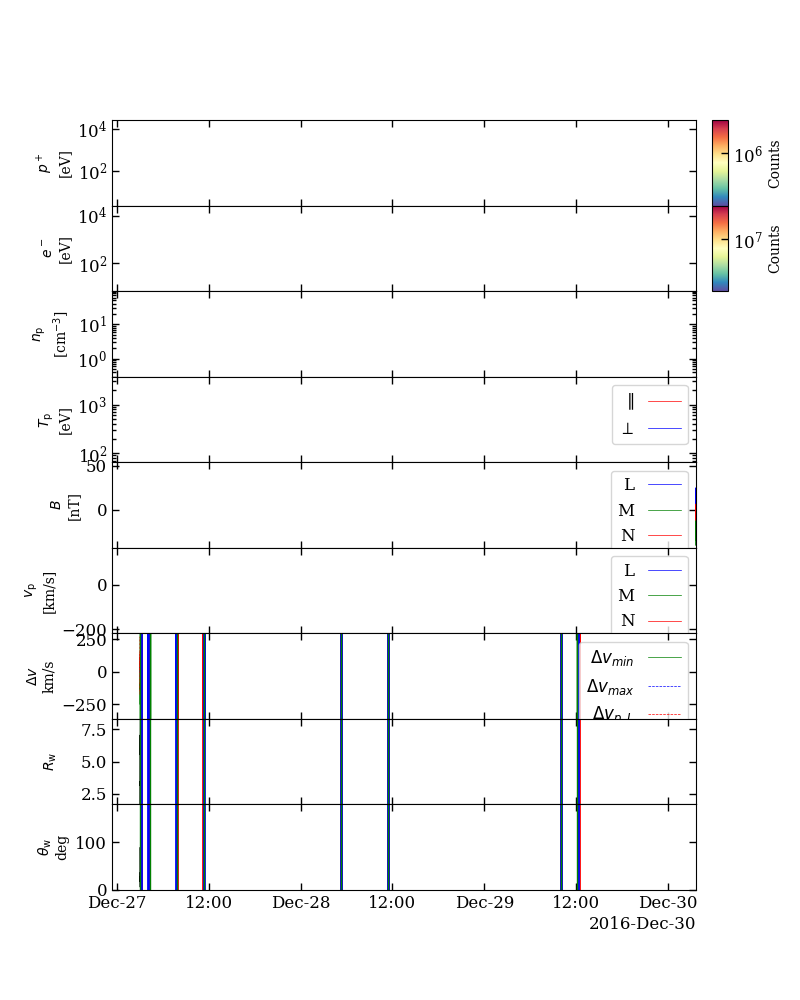 10^4
10^2
p^+
[eV]
10^6
Counts
10^4
10^2
e^−
[eV]
10^7
Counts
10^1
10^0
n_p
[cm^−3]
10^3
10^2
T_p
[eV]
∥
⊥
50
0
B
[nT]
L
M
N
0
−200
v_p
[km/s]
L
M
N
250
0
−250
Δv
km/s
Δv_min
Δv_max
7.5
5.0
2.5
R_w
100
0
θ_w
deg
Dec-27 12:00 Dec-28 12:00 Dec-29 12:00 Dec-30
2016-Dec-30